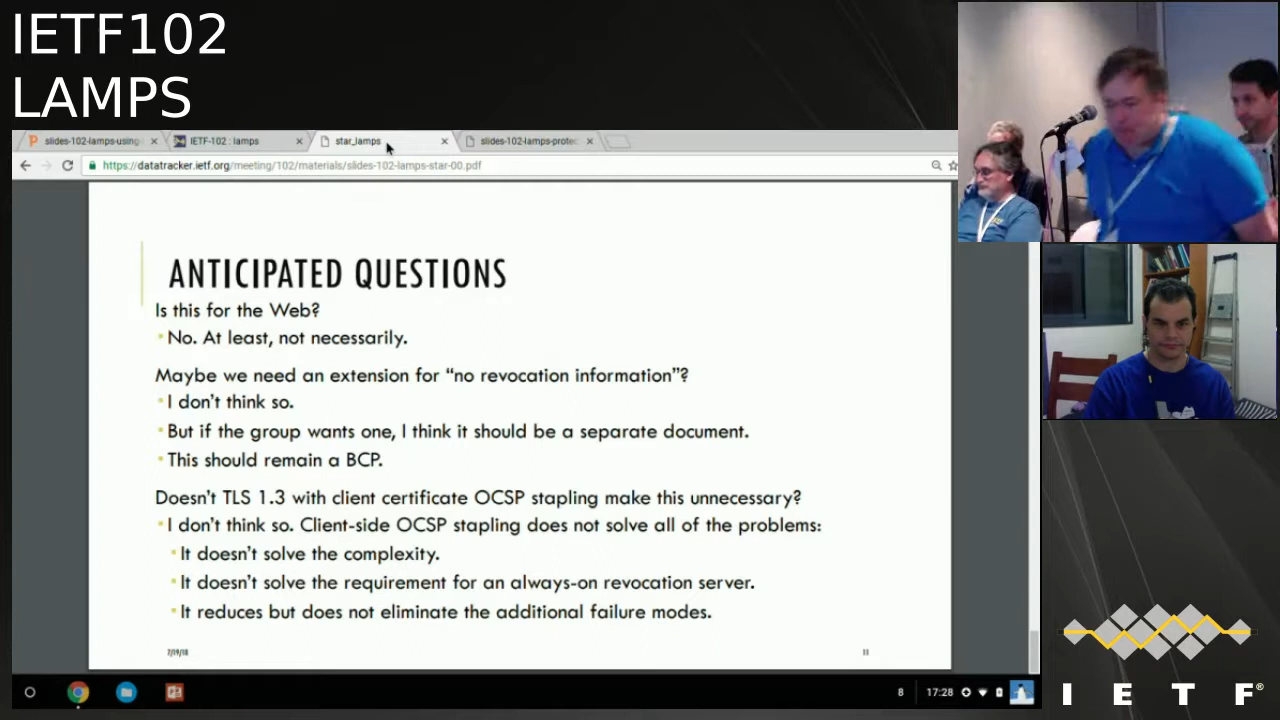 IETF102
LAMPS
slides-102-lamps-using-
IETF-102 : lamps
star_lamps
slides-102-lamps-protec
https://datatracker.ietf.org/meeting/102/materials/slides-102-lamps-star-00.pdf
ANTICIPATED QUESTIONS
Is this for the Web?
No. At least, not necessarily.
Maybe we need an extension for “no revocation information”?
I don’t think so.
But if the group wants one, I think it should be a separate document.
This should remain a BCP.
Doesn’t TLS 1.3 with client certificate OCSP stapling make this unnecessary?
I don’t think so. Client-side OCSP stapling does not solve all of the problems:
It doesn’t solve the complexity.
It doesn’t solve the requirement for an always-on revocation server.
It reduces but does not eliminate the additional failure modes.
7/19/18
11
8
17:28
I E T F®